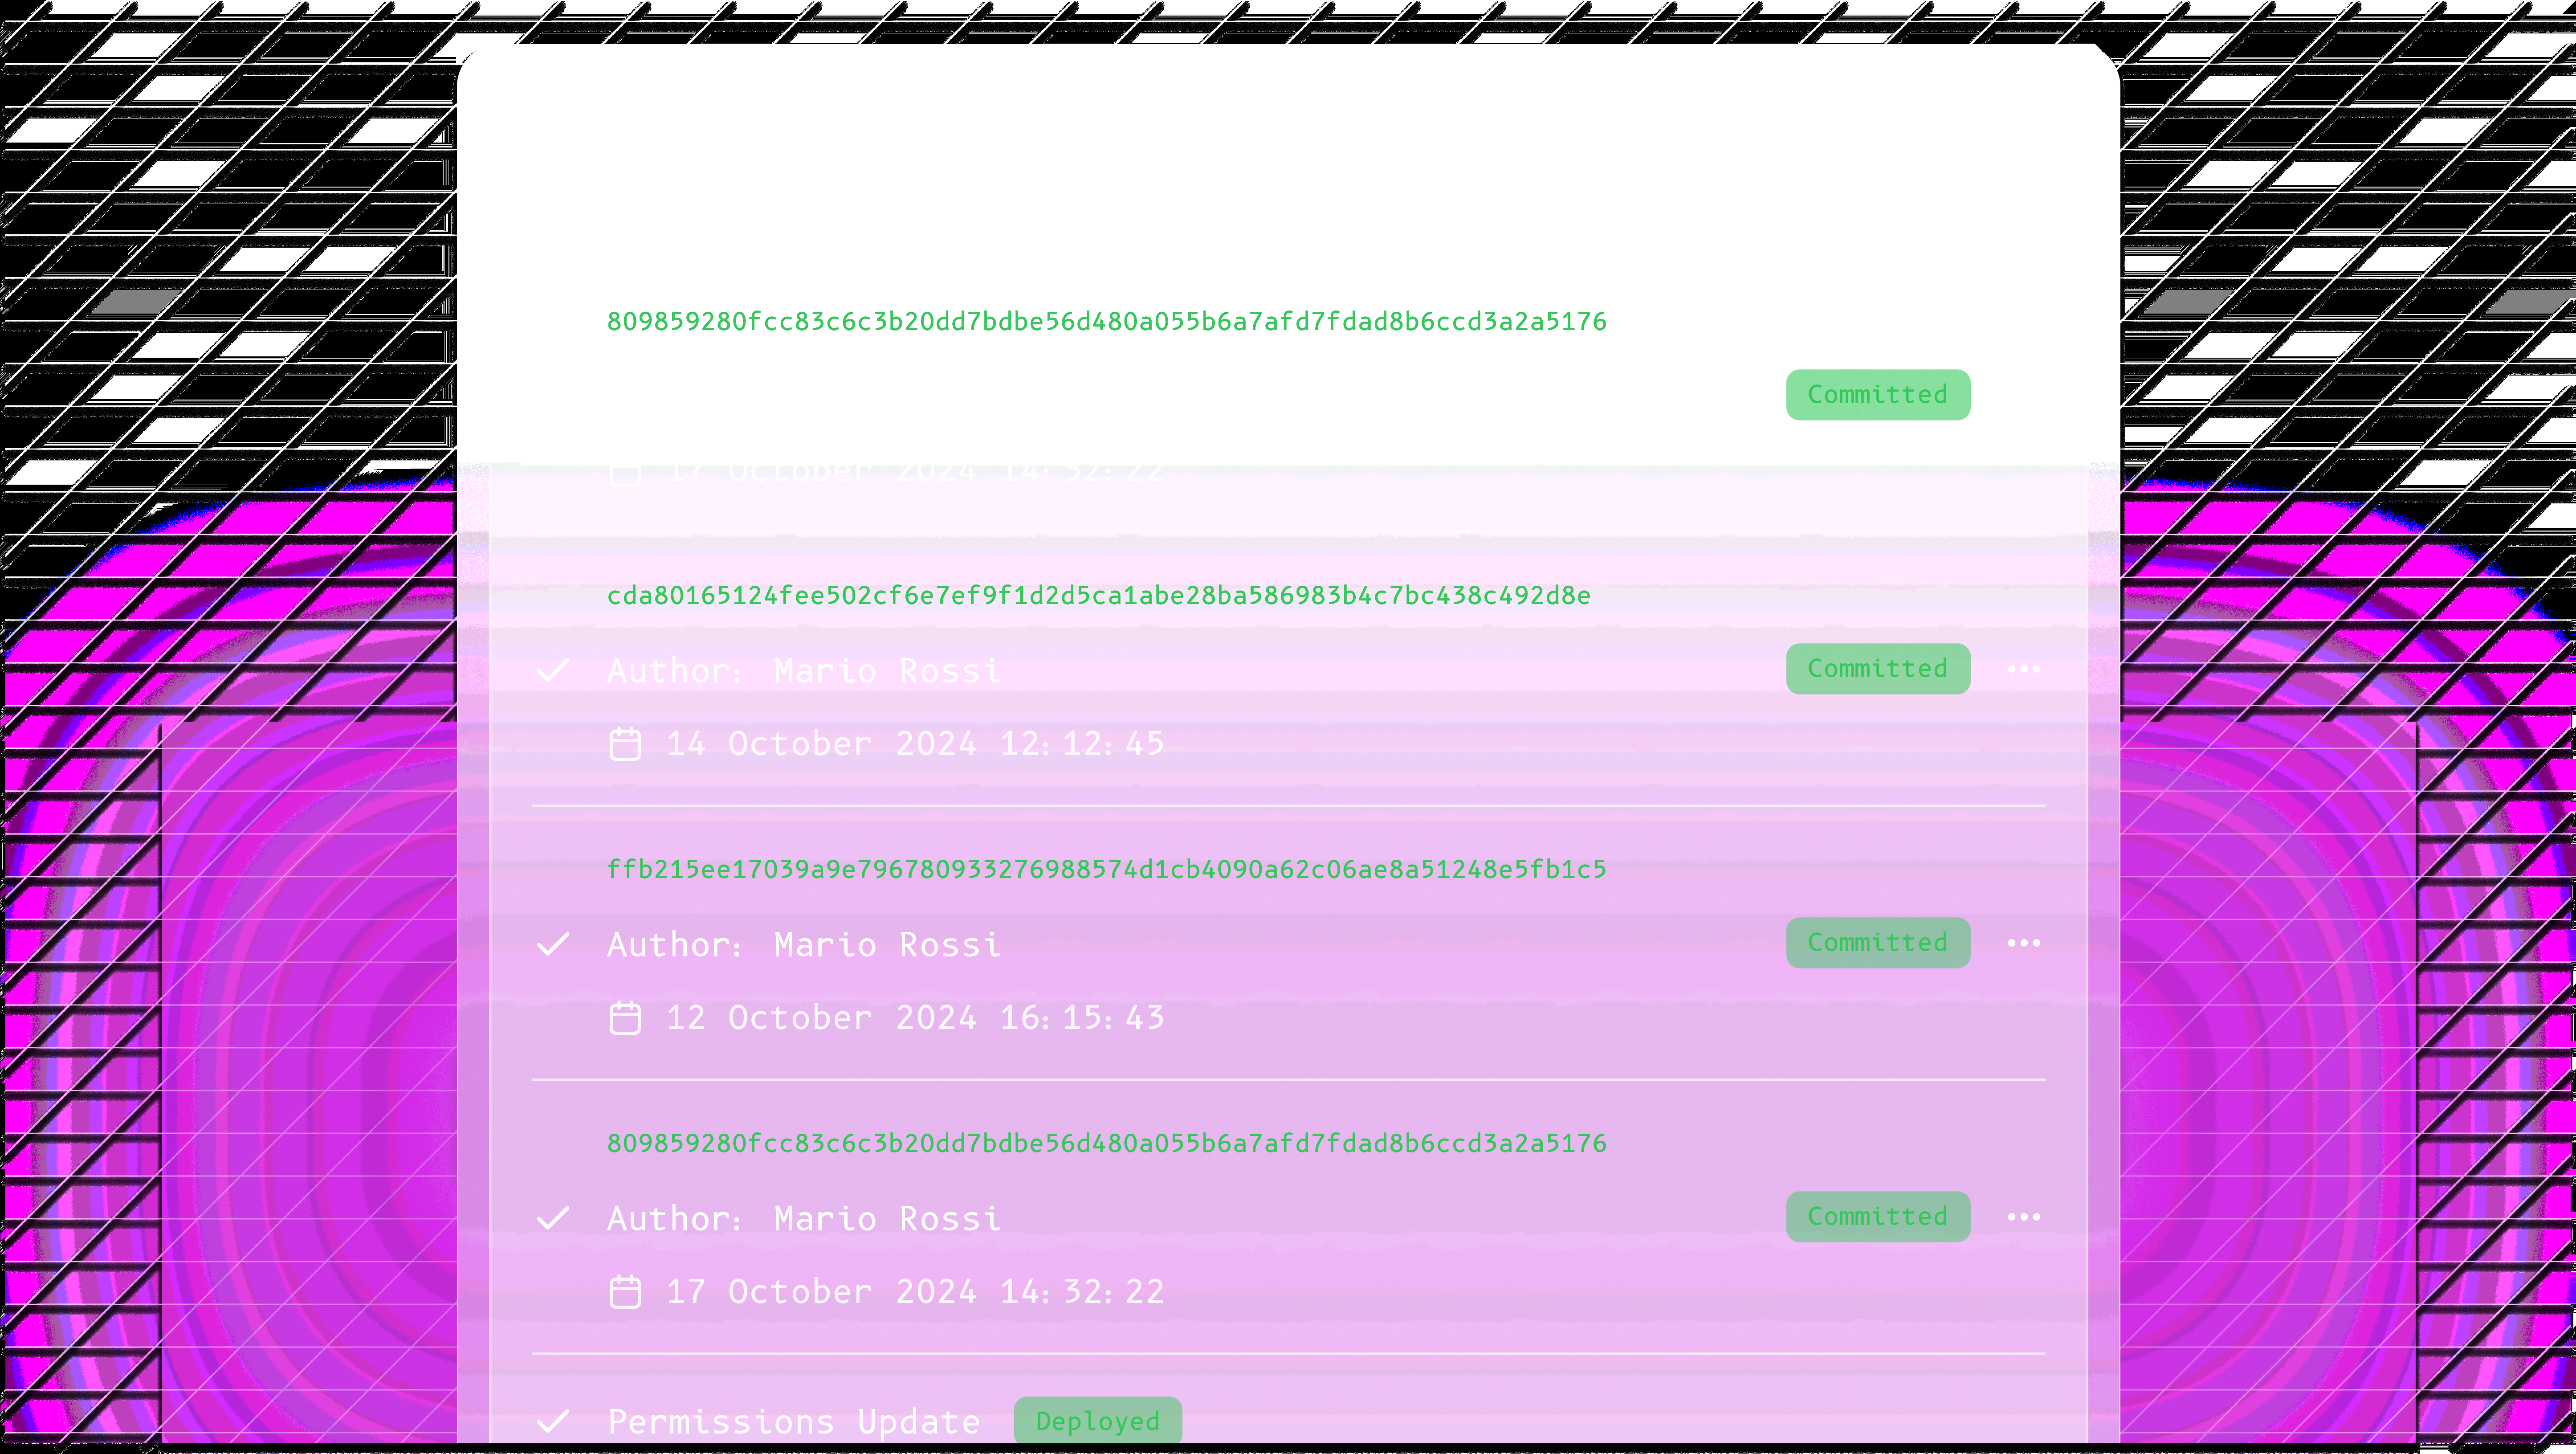 809859280fcc83c6c3b20dd7bdbe56d480a055b6a7afd7fdad8b6ccd3a2a5176
Committed
17 October 2024 14:32:22
cda80165124fee502cf6e7ef9f1d2d5ca1abe28ba586983b4c7bc438c492d8e
Author: Mario Rossi
Committed
14 October 2024 12:12:45
ffb215ee17039a9e796780933276988574d1cb4090a62c06ae8a51248e5fb1c5
Author: Mario Rossi
Committed
12 October 2024 16:15:43
809859280fcc83c6c3b20dd7bdbe56d480a055b6a7afd7fdad8b6ccd3a2a5176
Author: Mario Rossi
Committed
17 October 2024 14:32:22
Permissions Update Deployed